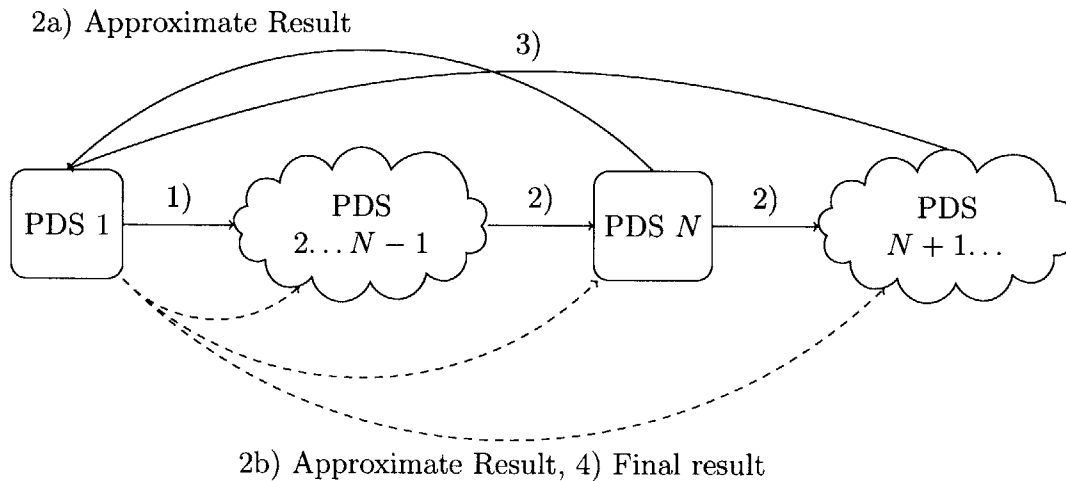 2a) Approximate Result
3)
PDS 1
1)
PDS
2...N − 1
2)
PDS N
2)
PDS
N + 1...
2b) Approximate Result, 4) Final result